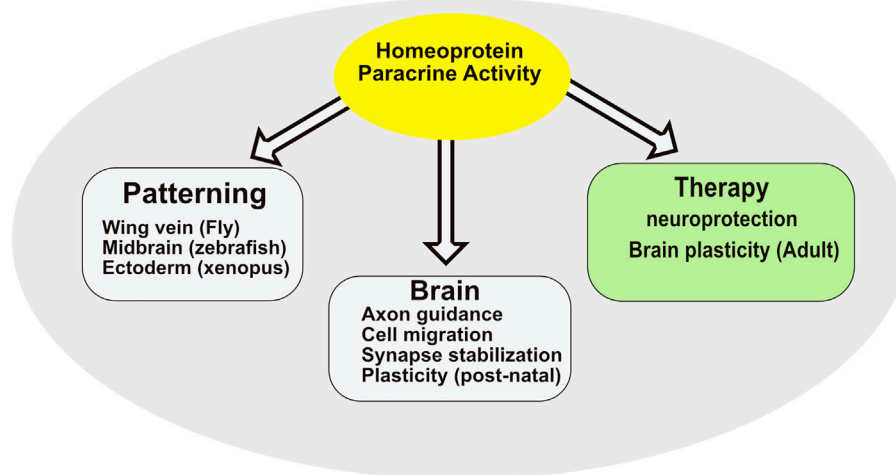 Homeoprotein
Paracrine Activity
Patterning
Wing vein (Fly)
Midbrain (zebrafish)
Ectoderm (xenopus)
Brain
Axon guidance
Cell migration
Synapse stabilization
Plasticity (post-natal)
Therapy
neuroprotection
Brain plasticity (Adult)